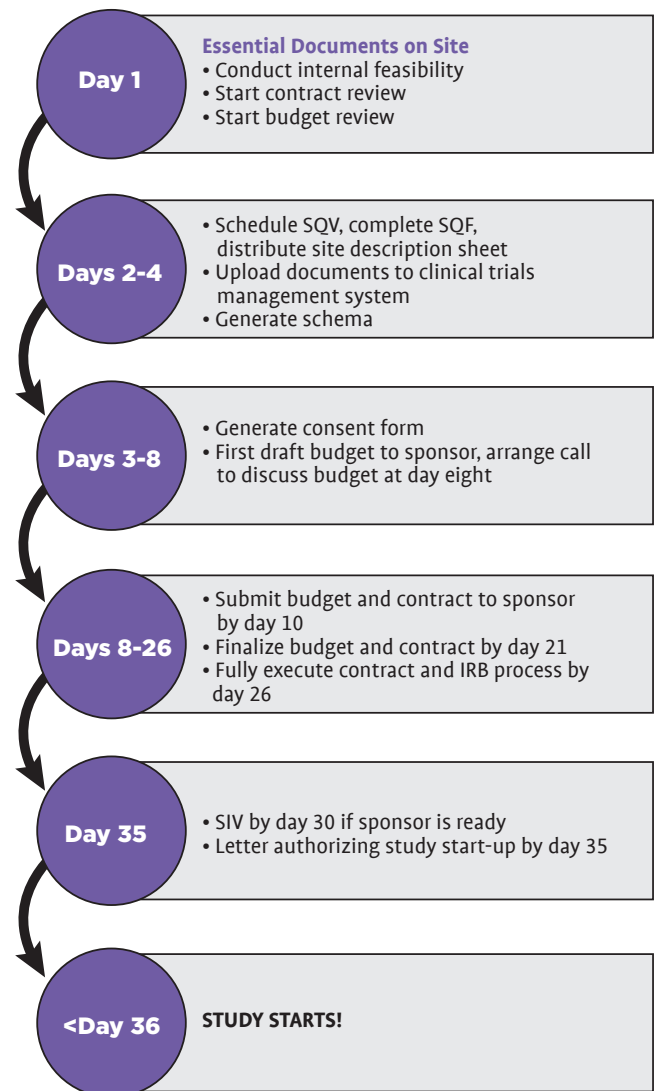 Day 1
Essential Documents on Site
• Conduct internal feasibility
• Start contract review
• Start budget review
Days 2-4
• Schedule SQV, complete SQF,
distribute site description sheet
• Upload documents to clinical trials
management system
• Generate schema
Days 3-8
• Generate consent form
• First draft budget to sponsor, arrange call
to discuss budget at day eight
Days 8-26
• Submit budget and contract to sponsor
by day 10
• Finalize budget and contract by day 21
• Fully execute contract and IRB process by
day 26
Day 35
• SIV by day 30 if sponsor is ready
• Letter authorizing study start-up by day 35
<Day 36
STUDY STARTS!